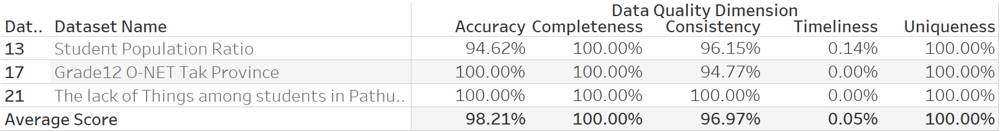 Data Quality Dimension
Dat.. Dataset Name Accuracy Completeness Consistency Timeliness Uniqueness
13 Student Population Ratio 94.62% 100.00% 96.15% 0.14% 100.00%
17 Grade12 O-NET Tak Province 100.00% 100.00% 94.77% 0.00% 100.00%
21 The lack of Things among students in Pathu.. 100.00% 100.00% 100.00% 0.00% 100.00%
Average Score 98.21% 100.00% 96.97% 0.05% 100.00%